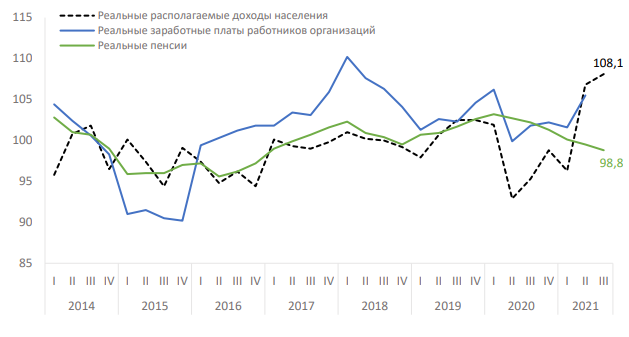 115
110
105
100
95
90
85
Реальные располагаемые доходы населения
Реальные заработные платы работников организаций
Реальные пенсии
108,1
98,8
I II III IV I II III IV I II III IV I II III IV I II III IV I II III IV I II III IV I II III
2014 2015 2016 2017 2018 2019 2020 2021